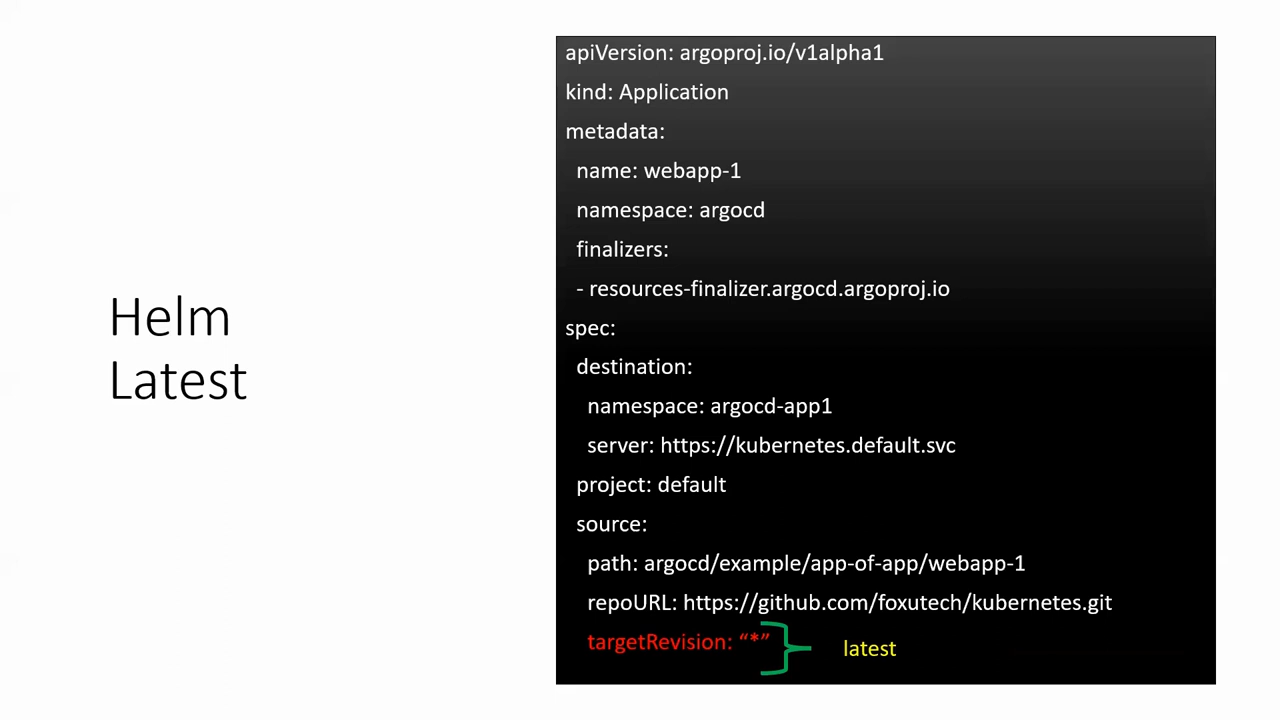 Helm
Latest
apiVersion: argoproj.io/v1alpha1
kind: Application
metadata:
name: webapp-1
namespace: argocd
finalizers:
- resources-finalizer.argocd.argoproj.io
spec:
destination:
namespace: argocd-app1
server: https://kubernetes.default.svc
project: default
source:
path: argocd/example/app-of-app/webapp-1
repoURL: https://github.com/foxutech/kubernetes.git
targetRevision: “*”
latest